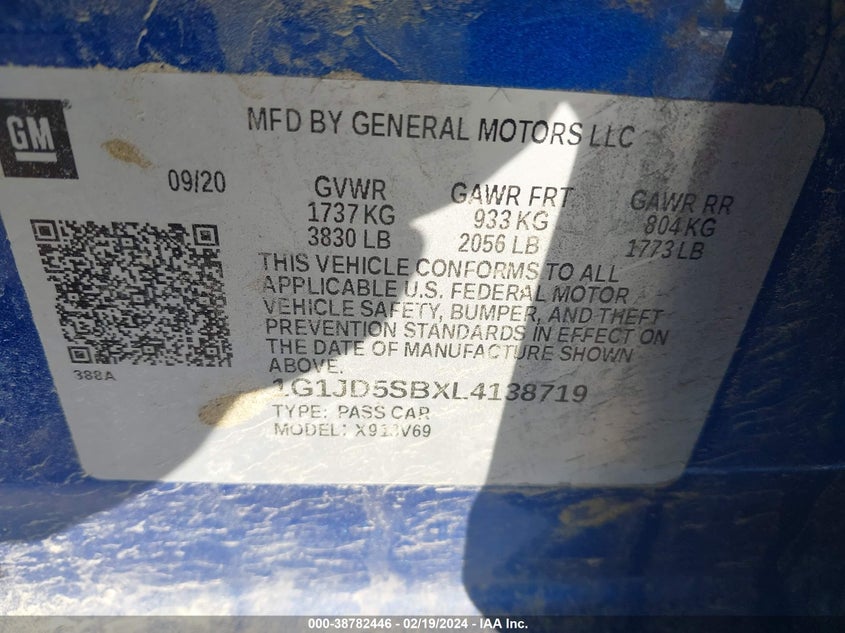 GM
MFD BY GENERAL MOTORS LLC
09/20 GVWR GAWR FRT GAWR RR
1737 KG 933 KG 804 KG
3830 LB 2056 LB 1773 LB
THIS VEHICLE CONFORMS TO ALL
APPLICABLE U.S. FEDERAL MOTOR
VEHICLE SAFETY, BUMPER, AND THEFT
PREVENTION STANDARDS IN EFFECT ON
THE DATE OF MANUFACTURE SHOWN
ABOVE.
388A
1G1JD5SBXL4138719
TYPE: PASS CAR
MODEL:
000-38782446 - 02/19/2024 - IAA Inc.